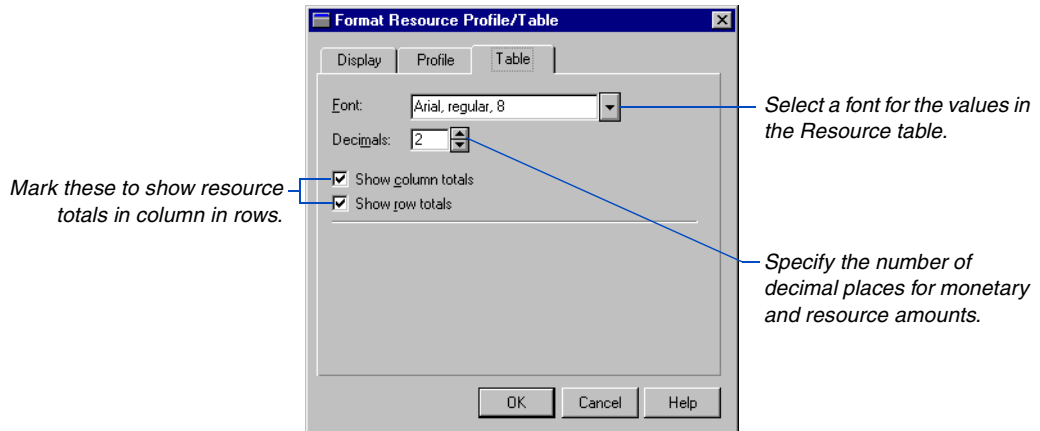 Format Resource Profile/Table
Display
Profile
Table
Font:
Arial, regular, 8
Decimals:
2
Show column totals
Show row totals
OK
Cancel
Help
Select a font for the values in
the Resource table.
Mark these to show resource
totals in column in rows.
Specify the number of
decimal places for monetary
and resource amounts.